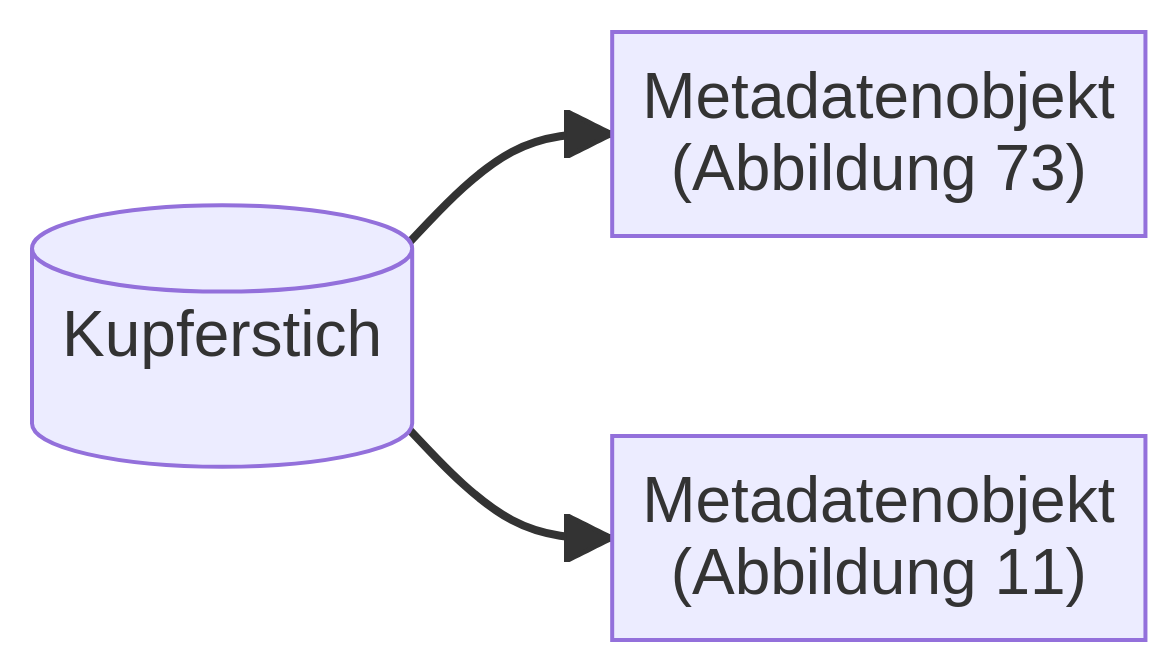 Kupferstich
Metadatenobjekt
(Abbildung 73)
Metadatenobjekt
(Abbildung 11)